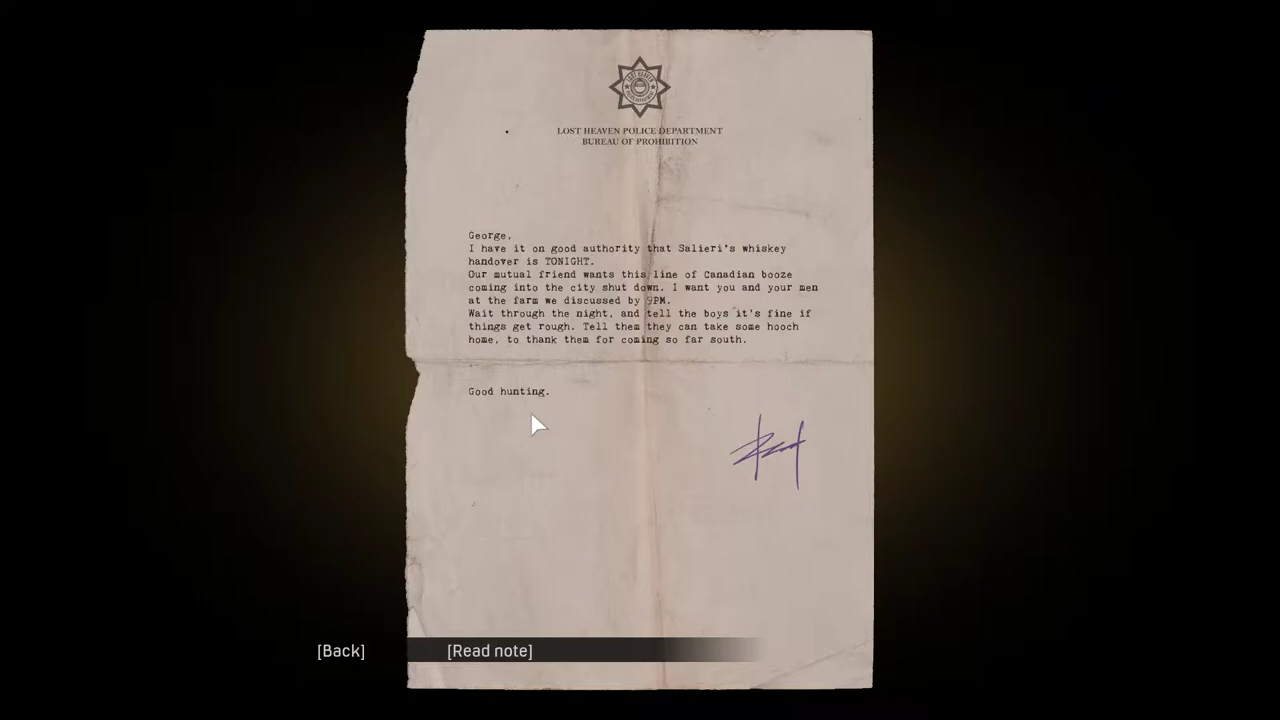 LOST HEAVEN POLICE DEPARTMENT
BUREAU OF PROHIBITION
George,
I have it on good authority that Salieri's whiskey
handover is TONIGHT.
Our mutual friend wants this line of Canadian booze
coming into the city shut down. I want you and your men
at the farm we discussed by 9PM.
Wait through the night, and tell the boys it's fine if
things get rough. Tell them they can take some hooch
home, to thank them for coming so far south.
Good hunting.
[Back] [Read note]